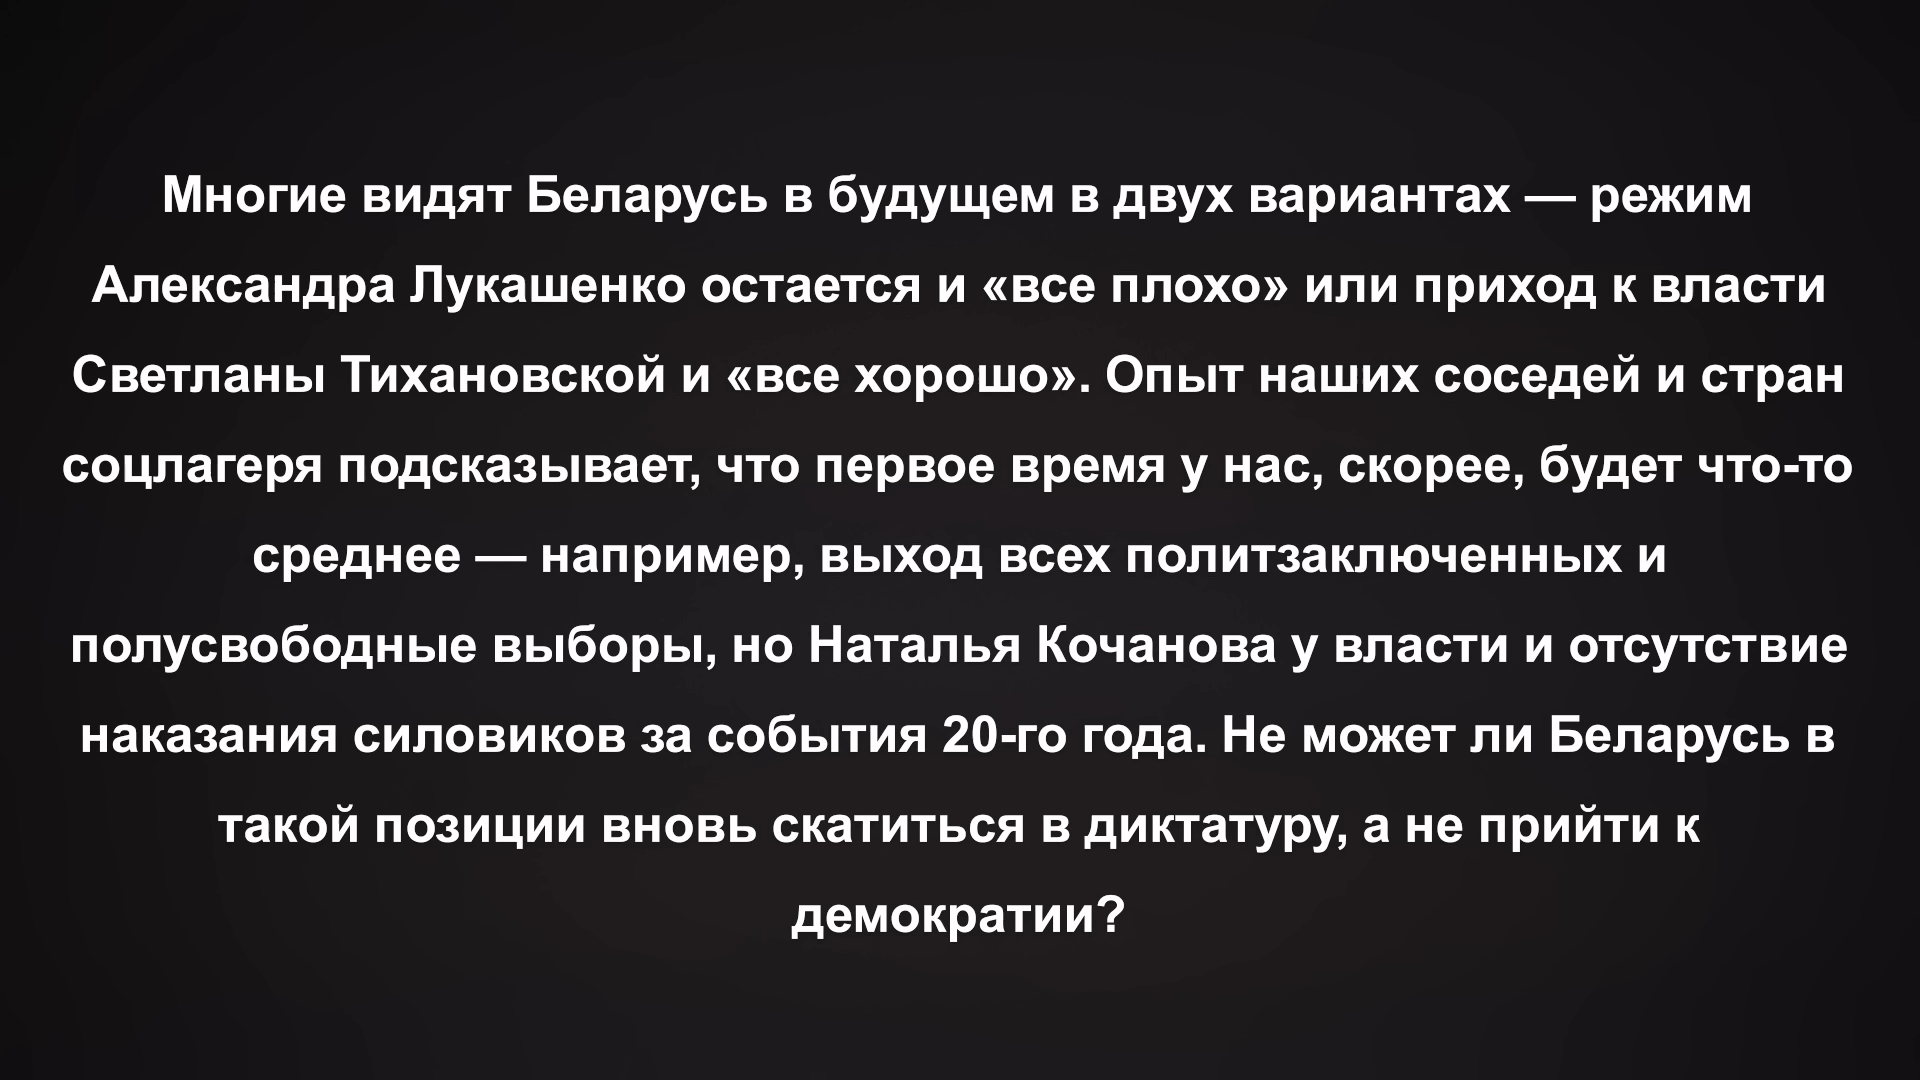 Многие видят Беларусь в будущем в двух вариантах — режим
Александра Лукашенко остается и «все плохо» или приход к власти
Светланы Тихановской и «все хорошо». Опыт наших соседей и стран
соцлагеря подсказывает, что первое время у нас, скорее, будет что-то
среднее — например, выход всех политзаключенных и
полусвободные выборы, но Наталья Кочанова у власти и отсутствие
наказания силовиков за события 20-го года. Не может ли Беларусь в
такой позиции вновь скатиться в диктатуру, а не прийти к
демократии?